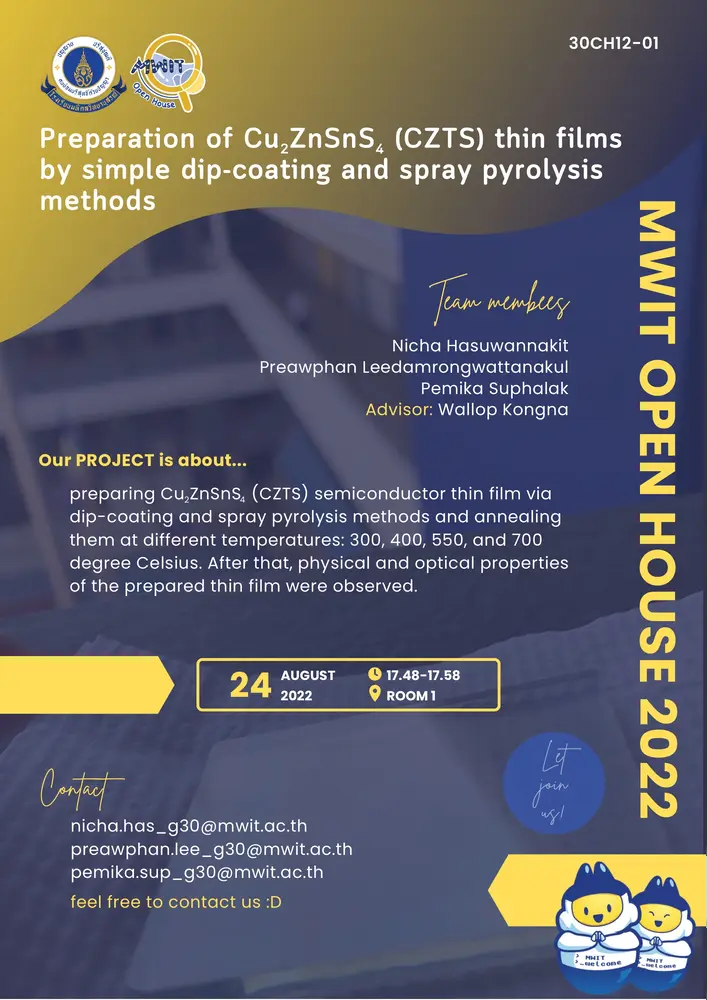 30CH12-01
MWIT
Open House
Preparation of Cu₂ZnSnS₄ (CZTS) thin films
by simple dip-coating and spray pyrolysis
methods
Team membees
Nicha Hasuwannakit
Preawphan Leedamrongwattanakul
Pemika Suphalak
Advisor: Wallop Kongna
MWIT OPEN HOUSE 2022
Our PROJECT is about...
preparing Cu₂ZnSnS₄ (CZTS) semiconductor thin film via
dip-coating and spray pyrolysis methods and annealing
them at different temperatures: 300, 400, 550, and 700
degree Celsius. After that, physical and optical properties
of the prepared thin film were observed.
24
AUGUST
2022
17.48-17.58
ROOM 1
Let
join
us!
Contact
nicha.has_g30@mwit.ac.th
preawphan.lee_g30@mwit.ac.th
pemika.sup_g30@mwit.ac.th
feel free to contact us :D
> MWIT
>_welcome
> MWIT
>_welcome